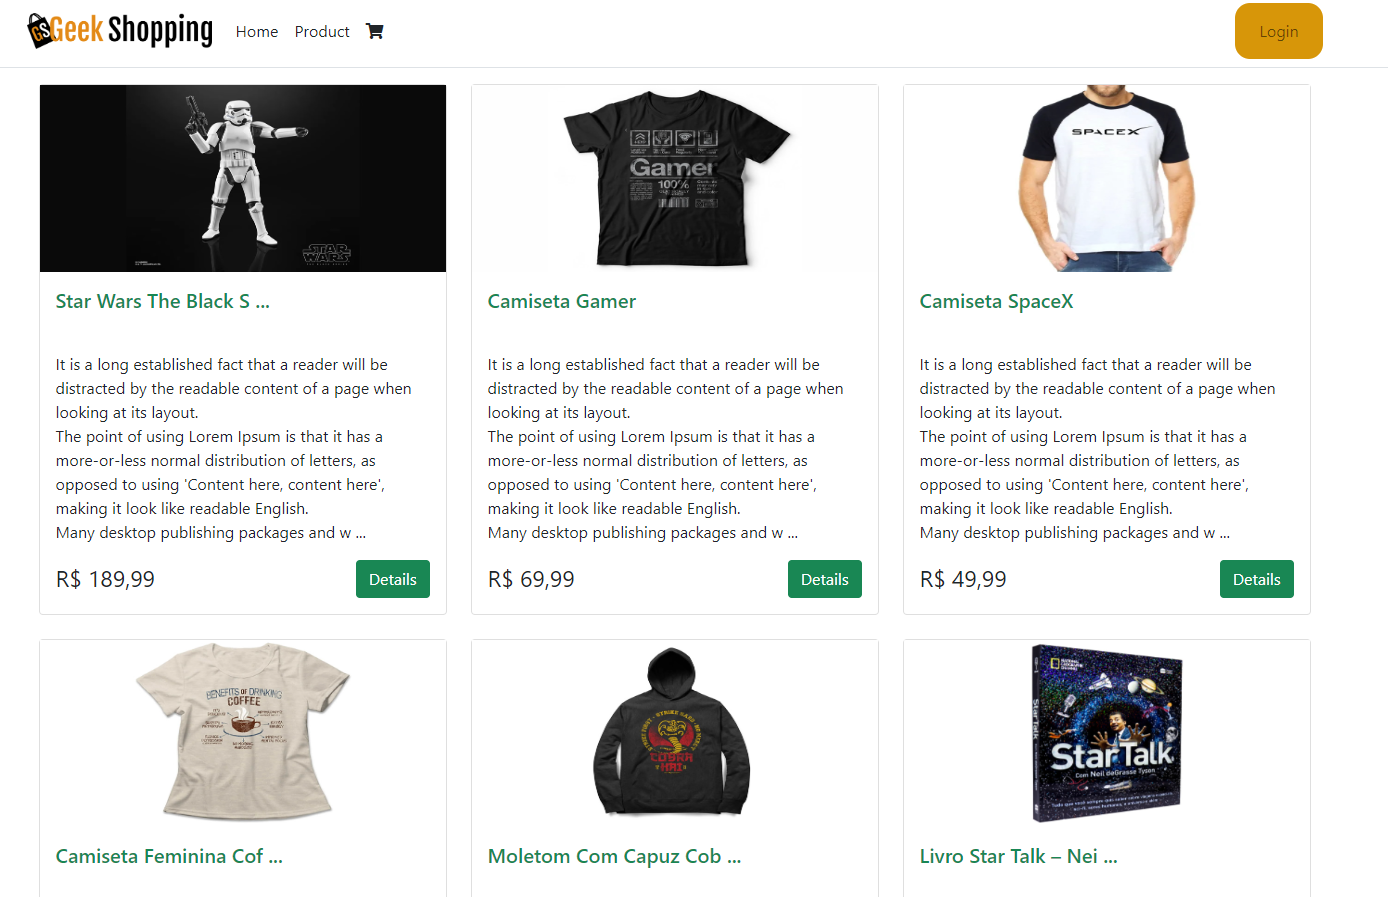 GS Geek Shopping
Home
Product
Login
STAR WARS
Gamer
100%
SPACEX
Star Wars The Black S ...
Camiseta Gamer
Camiseta SpaceX
It is a long established fact that a reader will be
distracted by the readable content of a page when
looking at its layout.
The point of using Lorem Ipsum is that it has a
more-or-less normal distribution of letters, as
opposed to using 'Content here, content here',
making it look like readable English.
Many desktop publishing packages and w ...
R$ 189,99
Details
It is a long established fact that a reader will be
distracted by the readable content of a page when
looking at its layout.
The point of using Lorem Ipsum is that it has a
more-or-less normal distribution of letters, as
opposed to using 'Content here, content here',
making it look like readable English.
Many desktop publishing packages and w ...
R$ 69,99
Details
It is a long established fact that a reader will be
distracted by the readable content of a page when
looking at its layout.
The point of using Lorem Ipsum is that it has a
more-or-less normal distribution of letters, as
opposed to using 'Content here, content here',
making it look like readable English.
Many desktop publishing packages and w ...
R$ 49,99
Details
BENEFITS OF DRINKING
COFFEE
COBRA
KAI
StarTalk
Com Neil deGrasse Tyson
Camiseta Feminina Cof ...
Moletom Com Capuz Cob ...
Livro Star Talk – Nei ...